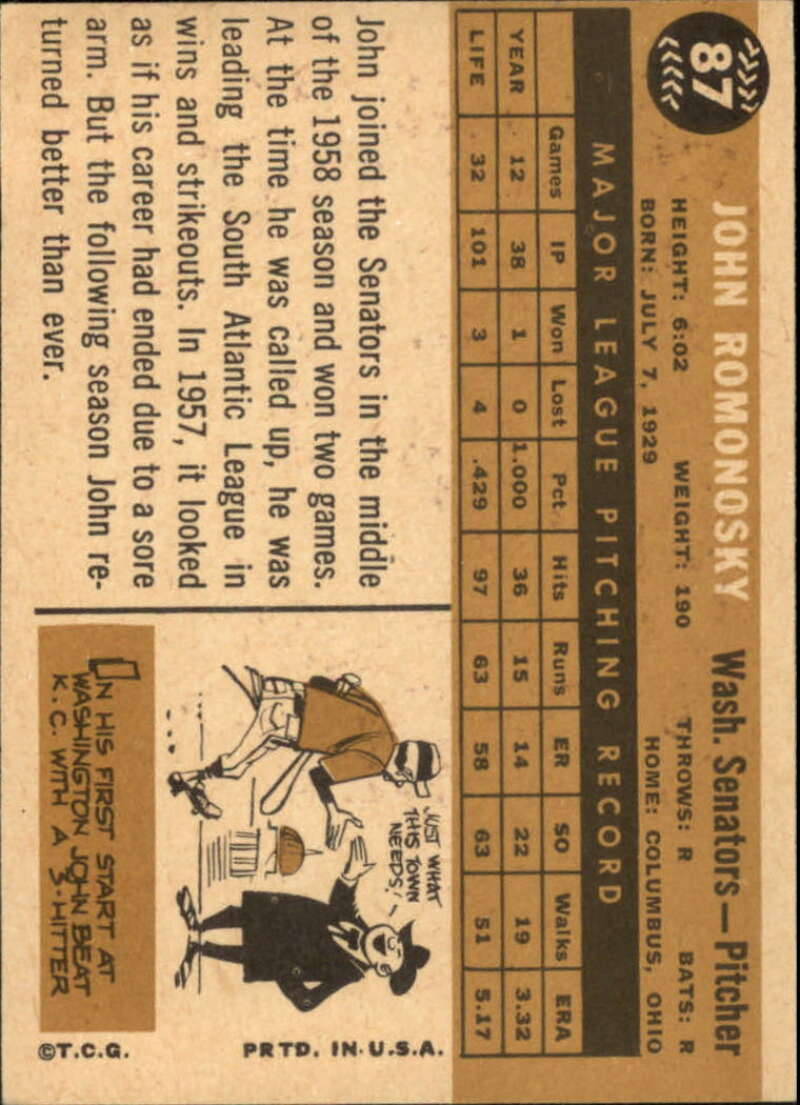 87
JOHN ROMONOSKY Wash. Senators—Pitcher
HEIGHT: 6:02 WEIGHT: 190 THROWS: R BATS: R
BORN: JULY 7, 1929 HOME: COLUMBUS, OHIO
MAJOR LEAGUE PITCHING RECORD
Games IP Won Lost Pct Hits Runs ER SO Walks ERA
YEAR 12 38 1 0 1.000 36 15 14 22 19 3.32
LIFE 32 101 3 4 .429 97 63 58 63 51 5.17
John joined the Senators in the middle
of the 1958 season and won two games.
At the time he was called up, he was
leading the South Atlantic League in
wins and strikeouts. In 1957, it looked
as if his career had ended due to a sore
arm. But the following season John re-
turned better than ever.
JUST WHAT
THIS TOWN
NEEDS!
IN HIS FIRST START AT
WASHINGTON JOHN BEAT
K.C. WITH A 3-HITTER
©T.C.G. PRTD. IN U.S.A.